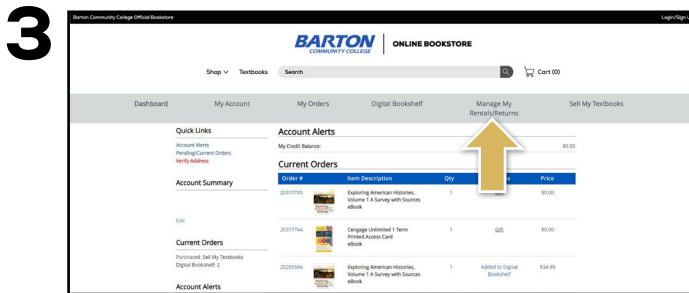 3
Barton Community College Official Bookstore
Login/Sign U
BARTON
COMMUNITY COLLEGE
ONLINE BOOKSTORE
Shop Textbooks Search Cart (0)
Dashboard My Account My Orders Digital Bookshelf Manage My Rentals/Returns Sell My Textbooks
Quick Links
Account Alerts
Pending/Current Orders
Verify Address
Account Summary
Edit
Current Orders
Purchased: Sell My Textbooks
Digital Bookshelf: 2
Account Alerts
Account Alerts
My Credit Balance: $0.00
Current Orders
Order # Item Description Qty Price
20317745 Exploring American Histories, 1 $0.00
Volume 1 A Survey with Sources
eBook
20317744 Cengage Unlimited 1 Term 1 Gift $0.00
Printed Access Card
eBook
20205394 Exploring American Histories, 1 Added to Digital $34.99
Volume 1 A Survey with Sources Bookshelf
eBook